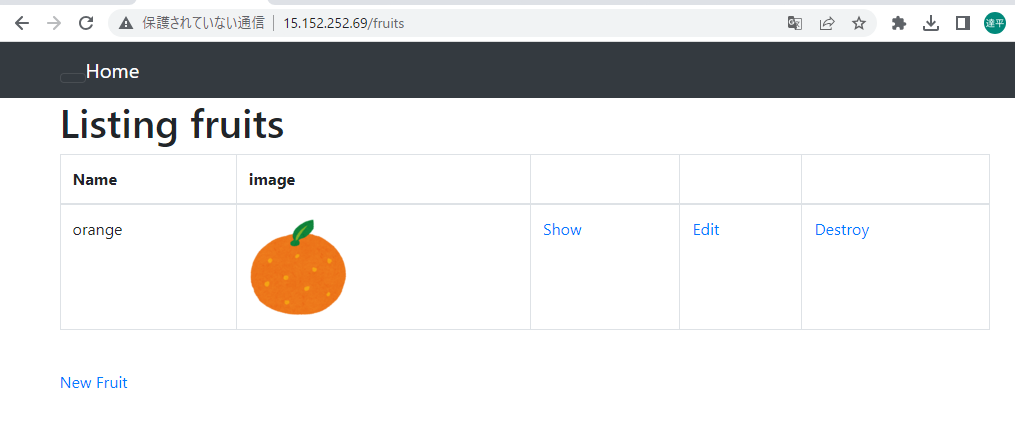 保護されていない通信 | 15.152.252.69/fruits
達平
Home
Listing fruits
Name image
orange Show Edit Destroy
New Fruit